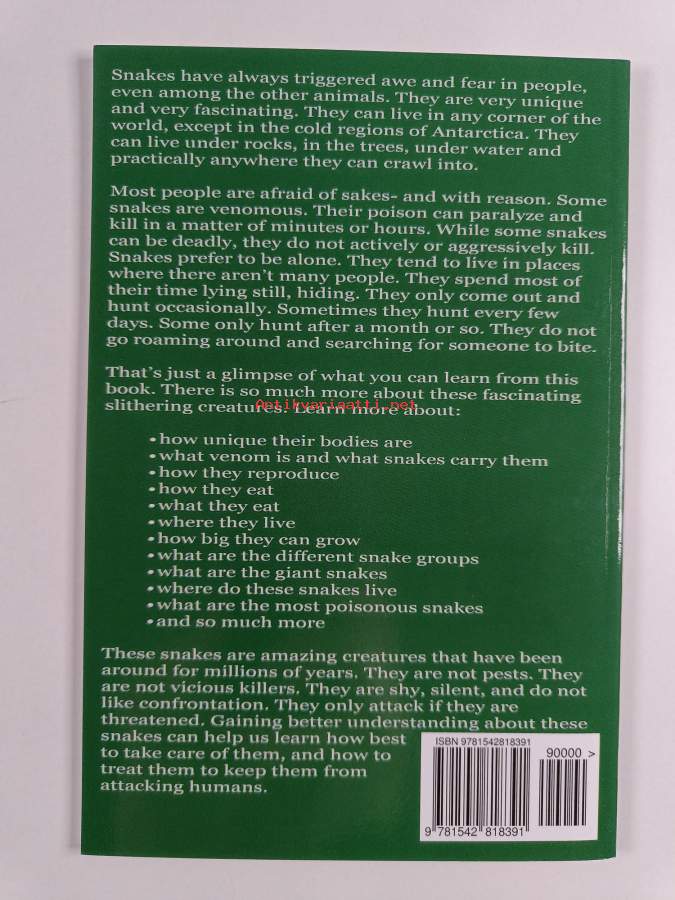 Snakes have always triggered awe and fear in people,
even among the other animals. They are very unique
and very fascinating. They can live in any corner of the
world, except in the cold regions of Antarctica. They
can live under rocks, in the trees, under water and
practically anywhere they can crawl into.
Most people are afraid of sakes- and with reason. Some
snakes are venomous. Their poison can paralyze and
kill in a matter of minutes or hours. While some snakes
can be deadly, they do not actively or aggressively kill.
Snakes prefer to be alone. They tend to live in places
where there aren't many people. They spend most of
their time lying still, hiding. They only come out and
hunt occasionally. Sometimes they hunt every few
days. Some only hunt after a month or so. They do not
go roaming around and searching for someone to bite.
That's just a glimpse of what you can learn from this
book. There is so much more about these fascinating
slithering creatures. Learn more about:
Antikvariaatti.net
•how unique their bodies are
•what venom is and what snakes carry them
•how they reproduce
•how they eat
•what they eat
•where they live
•how big they can grow
•what are the different snake groups
•what are the giant snakes
•where do these snakes live
•what are the most poisonous snakes
•and so much more
These snakes are amazing creatures that have been
around for millions of years. They are not pests. They
are not vicious killers. They are shy, silent, and do not
like confrontation. They only attack if they are
threatened. Gaining better understanding about these
snakes can help us learn how best
to take care of them, and how to
treat them to keep them from
attacking humans.
ISBN 9781542818391
90000 >
9 781542 818391